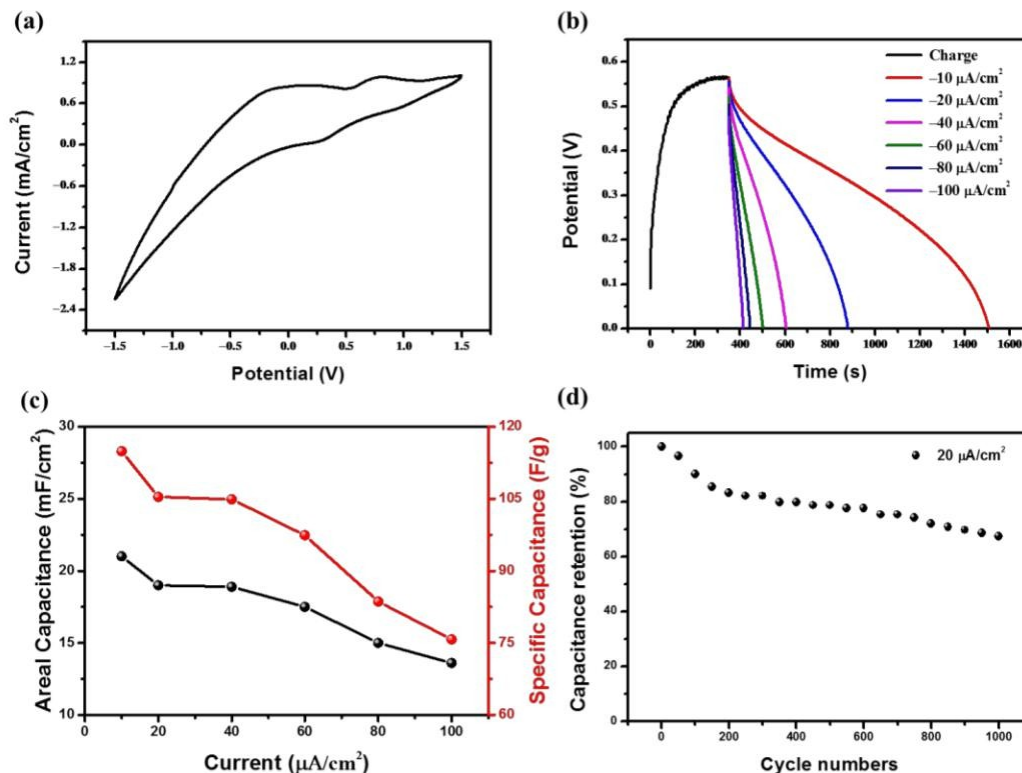 (a)
1.2
0.6
0.0
−0.6
−1.2
−1.8
−2.4
Current (mA/cm²)
−1.5 −1.0 −0.5 0.0 0.5 1.0 1.5
Potential (V)
(b)
0.6
0.5
0.4
0.3
0.2
0.1
0.0
Potential (V)
Charge
−10 μA/cm²
−20 μA/cm²
−40 μA/cm²
−60 μA/cm²
−80 μA/cm²
−100 μA/cm²
0 200 400 600 800 1000 1200 1400 1600
Time (s)
(c)
30
25
20
15
10
Areal Capacitance (mF/cm²)
120
105
90
75
60
Specific Capacitance (F/g)
0 20 40 60 80 100
Current (μA/cm²)
(d)
100
80
60
40
20
0
Capacitance retention (%)
20 μA/cm²
0 200 400 600 800 1000
Cycle numbers